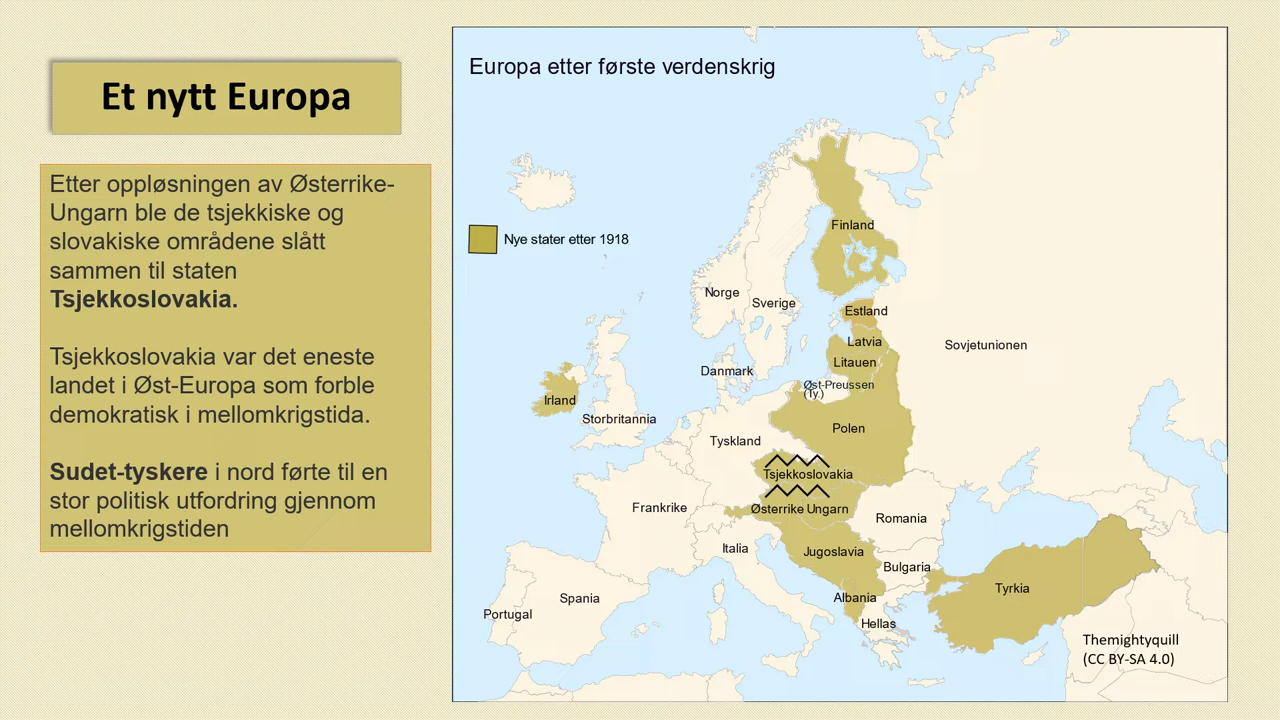 Et nytt Europa
Etter oppløsningen av Østerrike-
Ungarn ble de tsjekkiske og
slovakiske områdene slått
sammen til staten
Tsjekkoslovakia.
Tsjekkoslovakia var det eneste
landet i Øst-Europa som forble
demokratisk i mellomkrigstida.
Sudet-tyskere i nord førte til en
stor politisk utfordring gjennom
mellomkrigstiden
Europa etter første verdenskrig
Nye stater etter 1918
Finland
Norge
Sverige
Estland
Latvia
Sovjetunionen
Litauen
Danmark
Øst-Preussen
(Ty.)
Irland
Storbritannia
Polen
Tyskland
Tsjekkoslovakia
Frankrike
Østerrike Ungarn
Romania
Italia
Jugoslavia
Bulgaria
Tyrkia
Spania
Albania
Portugal
Hellas
Themightyquill
(CC BY-SA 4.0)